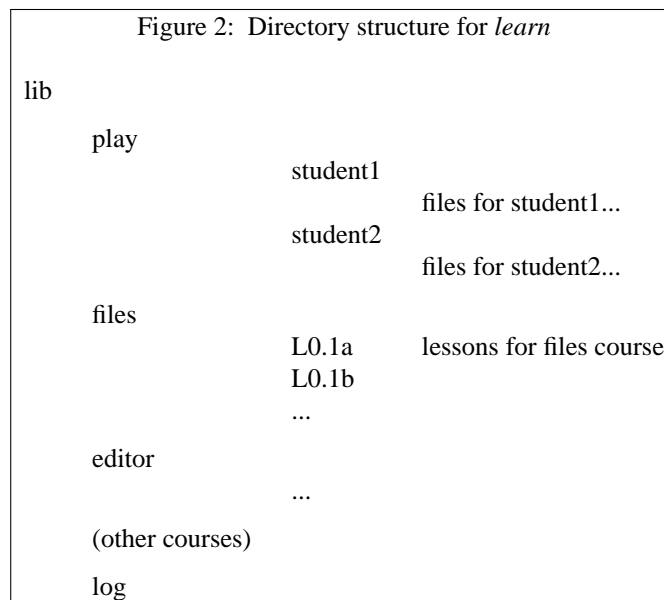 Figure 2: Directory structure for learn
lib
play
student1
files for student1...
student2
files for student2...
files
L0.1a lessons for files course
L0.1b
...
editor
...
(other courses)
log